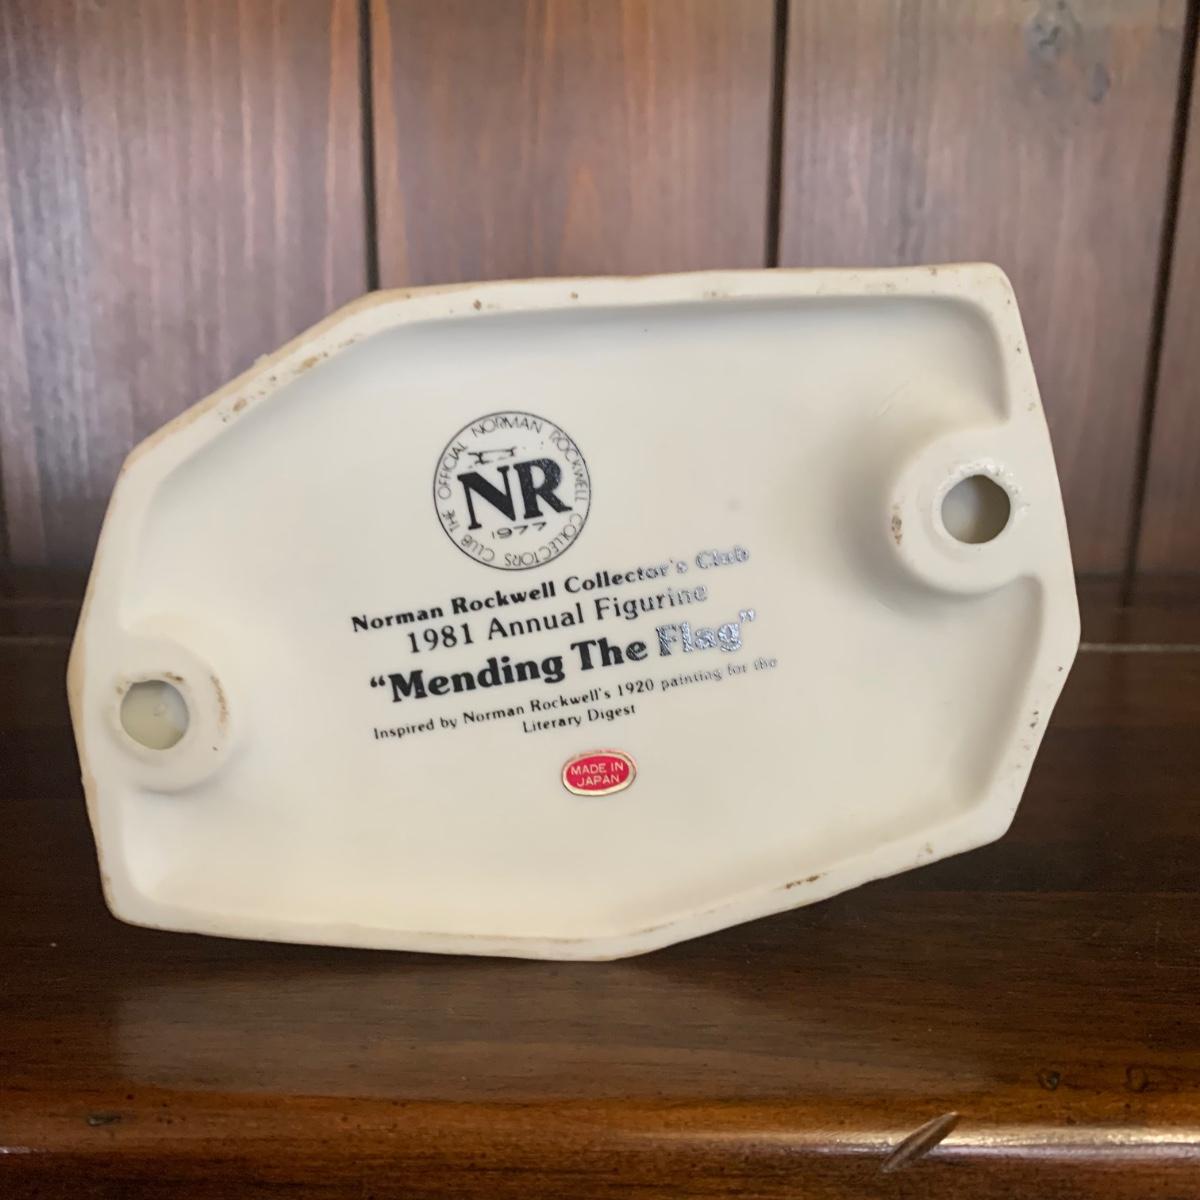 THE OFFICIAL NORMAN ROCKWELL COLLECTORS CLUB
NR
1977
Norman Rockwell Collector's Club
1981 Annual Figurine
"Mending The Flag"
Inspired by Norman Rockwell's 1920 painting for the
Literary Digest
MADE IN
JAPAN